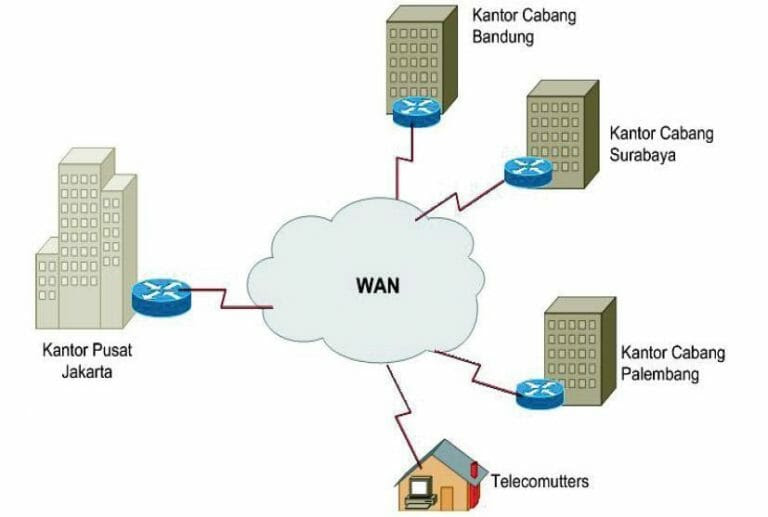 Kantor Cabang
Bandung
Kantor Cabang
Surabaya
WAN
Kantor Pusat
Jakarta
Kantor Cabang
Palembang
Telecomutters